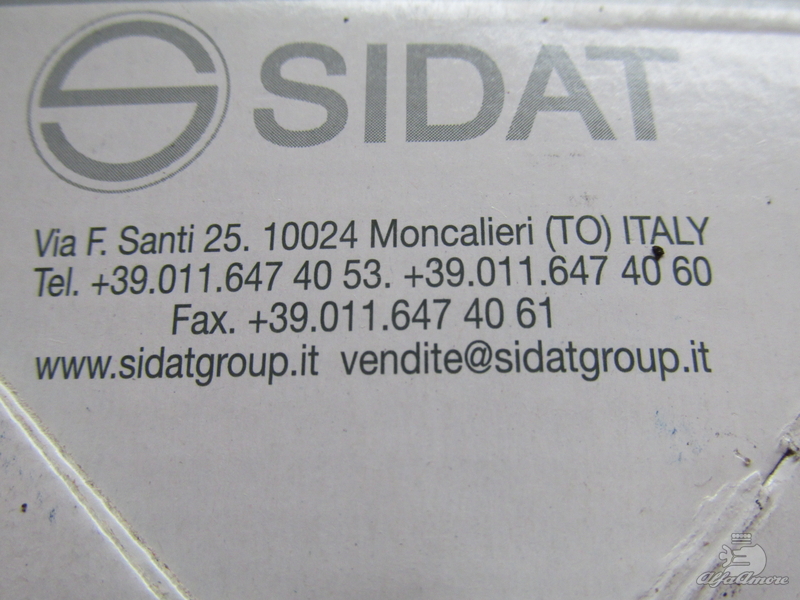 SIDAT
Via F. Santi 25. 10024 Moncalieri (TO) ITALY
Tel. +39.011.647 40 53. +39.011.647 40 60
Fax. +39.011.647 40 61
www.sidatgroup.it vendite@sidatgroup.it
AlfaAmore